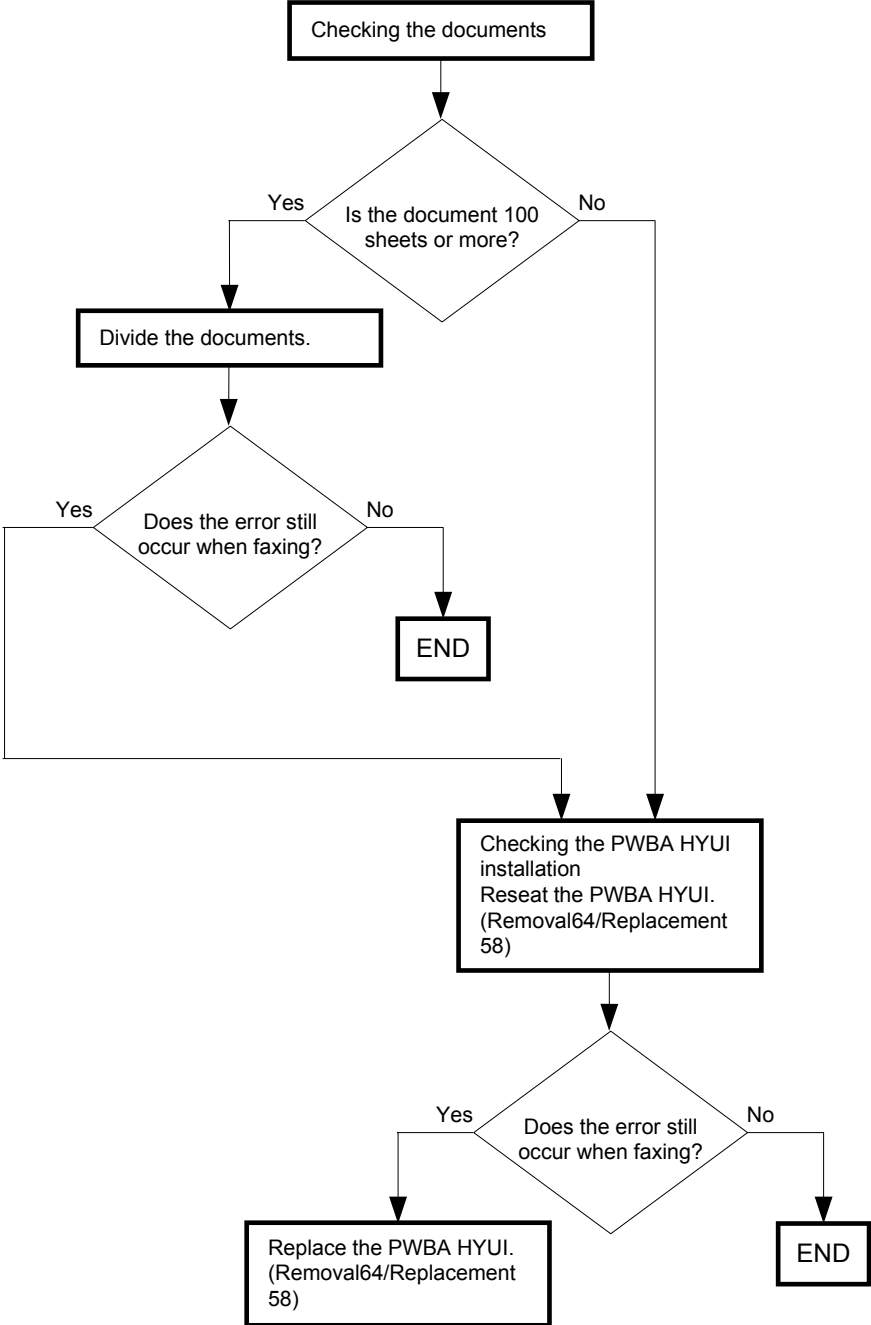 Checking the documents
Yes
No
Is the document 100
sheets or more?
Divide the documents.
Yes
No
Does the error still
occur when faxing?
END
Checking the PWBA HYUI
installation
Reseat the PWBA HYUI.
(Removal64/Replacement
58)
Yes
No
Does the error still
occur when faxing?
Replace the PWBA HYUI.
(Removal64/Replacement
58)
END